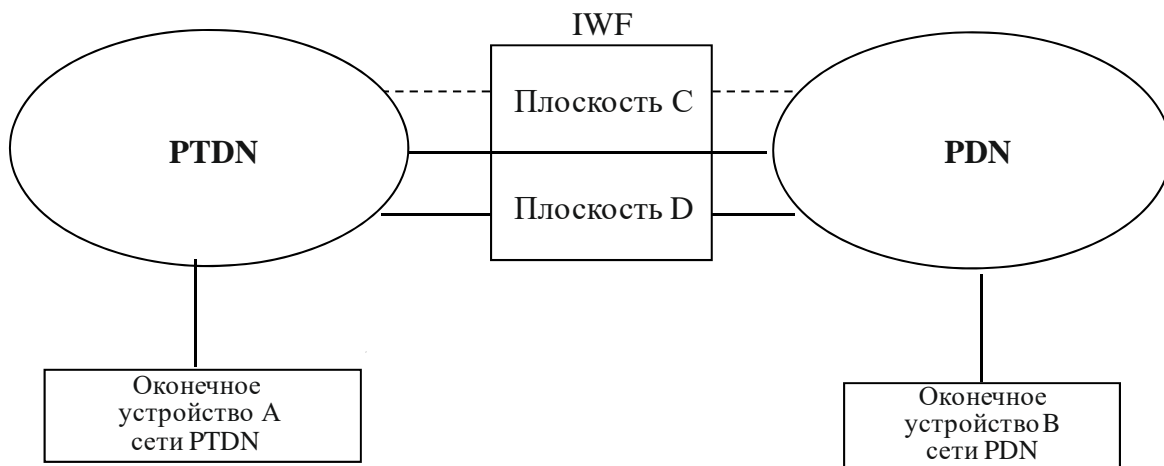 IWF
Плоскость C
PTDN
PDN
Плоскость D
Оконечное
устройство A
сети PTDN
Оконечное
устройство B
сети PDN